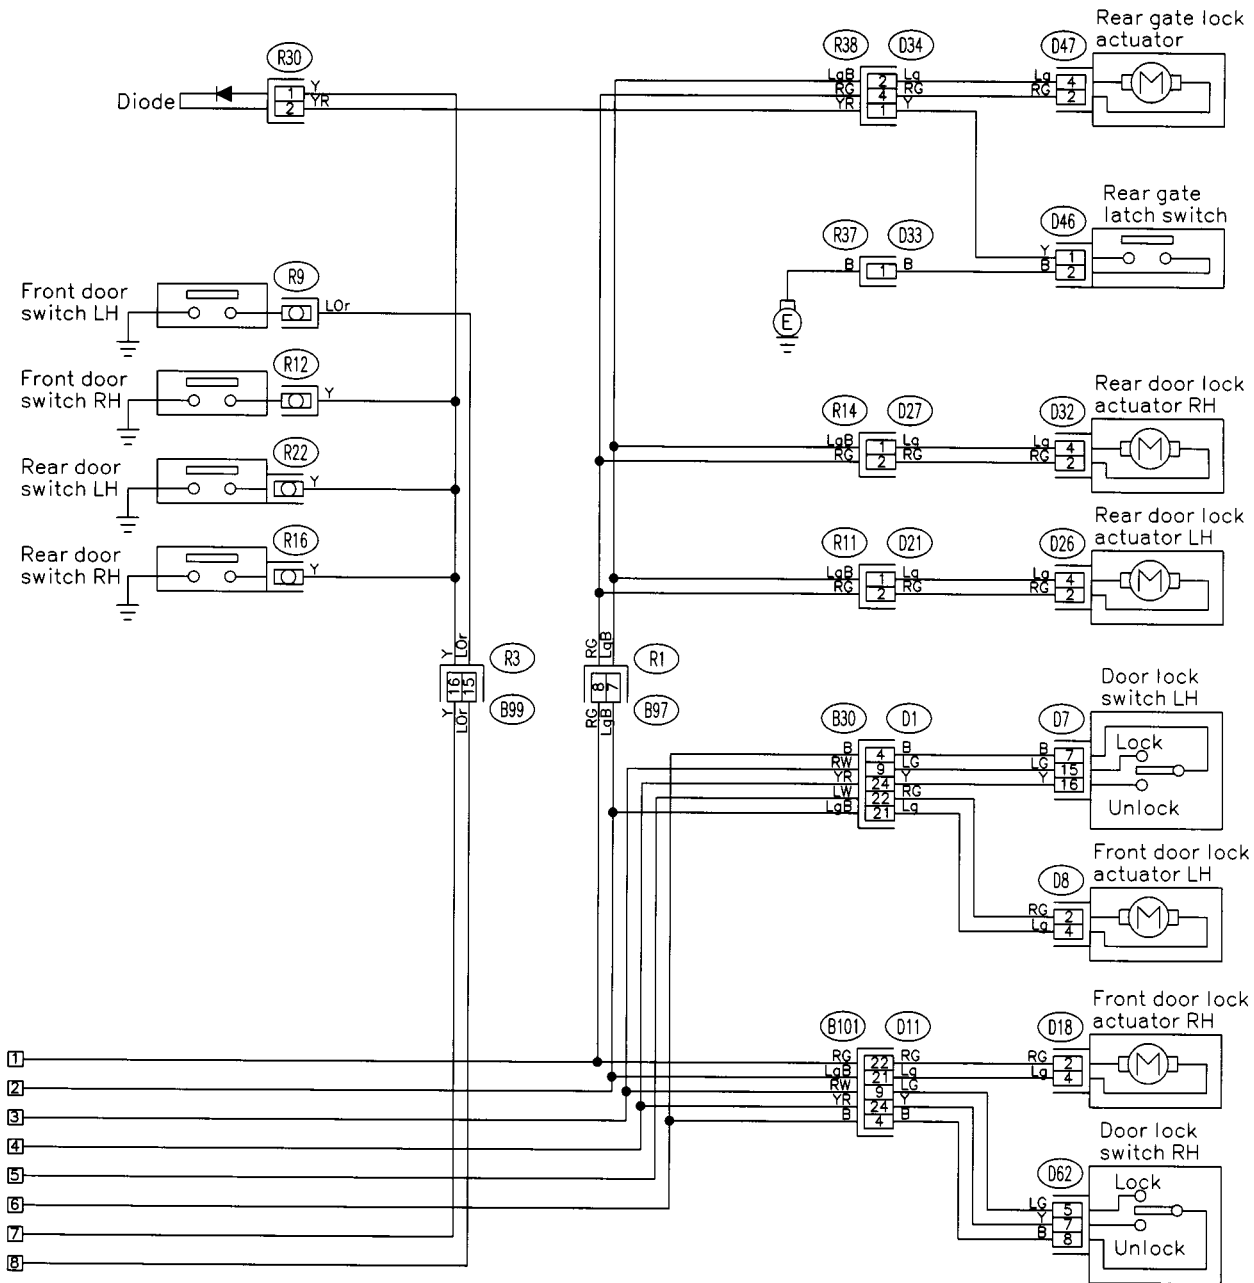 Rear gate lock
actuator
R30
R38
D34
D47
Diode
1
2
Y
YR
LgB
RG
YR
2
4
1
Lg
RG
Y
Lg
RG
4
2
M
Rear gate
latch switch
R37
D33
D46
B
1
B
Y
B
1
2
E
Front door
switch LH
R9
LOr
Front door
switch RH
R12
Y
Rear door
switch LH
R22
Y
Rear door
switch RH
R16
Y
Rear door lock
actuator RH
R14
D27
D32
LgB
RG
1
2
Lg
RG
Lg
RG
4
2
M
Rear door lock
actuator LH
R11
D21
D26
LgB
RG
1
2
Lg
RG
Lg
RG
4
2
M
Y
LOr
R3
16
15
B99
Y
LOr
RG
LgB
R1
8
7
B97
RG
LgB
Door lock
switch LH
B30
D1
D7
B
RW
YR
LW
LgB
4
9
24
22
21
B
LG
Y
RG
Lg
B
LG
Y
7
15
16
Lock
Unlock
Front door lock
actuator LH
D8
RG
Lg
2
4
M
Front door lock
actuator RH
B101
D11
D18
RG
LgB
RW
YR
B
22
21
9
24
4
RG
Lg
LG
Y
B
RG
Lg
2
4
M
Door lock
switch RH
D62
LG
Y
B
5
7
8
Lock
Unlock
1
2
3
4
5
6
7
8